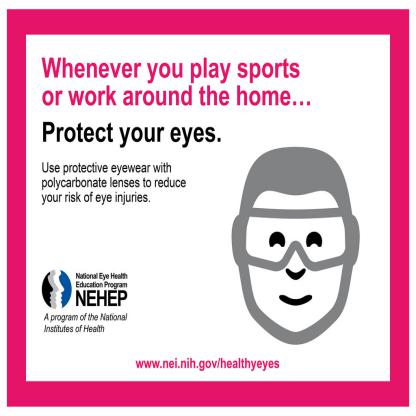 Whenever you play sports
or work around the home...
Protect your eyes.
Use protective eyewear with
polycarbonate lenses to reduce
your risk of eye injuries.
National Eye Health
Education Program
NEHEP
A program of the National
Institutes of Health
www.nei.nih.gov/healthyeyes